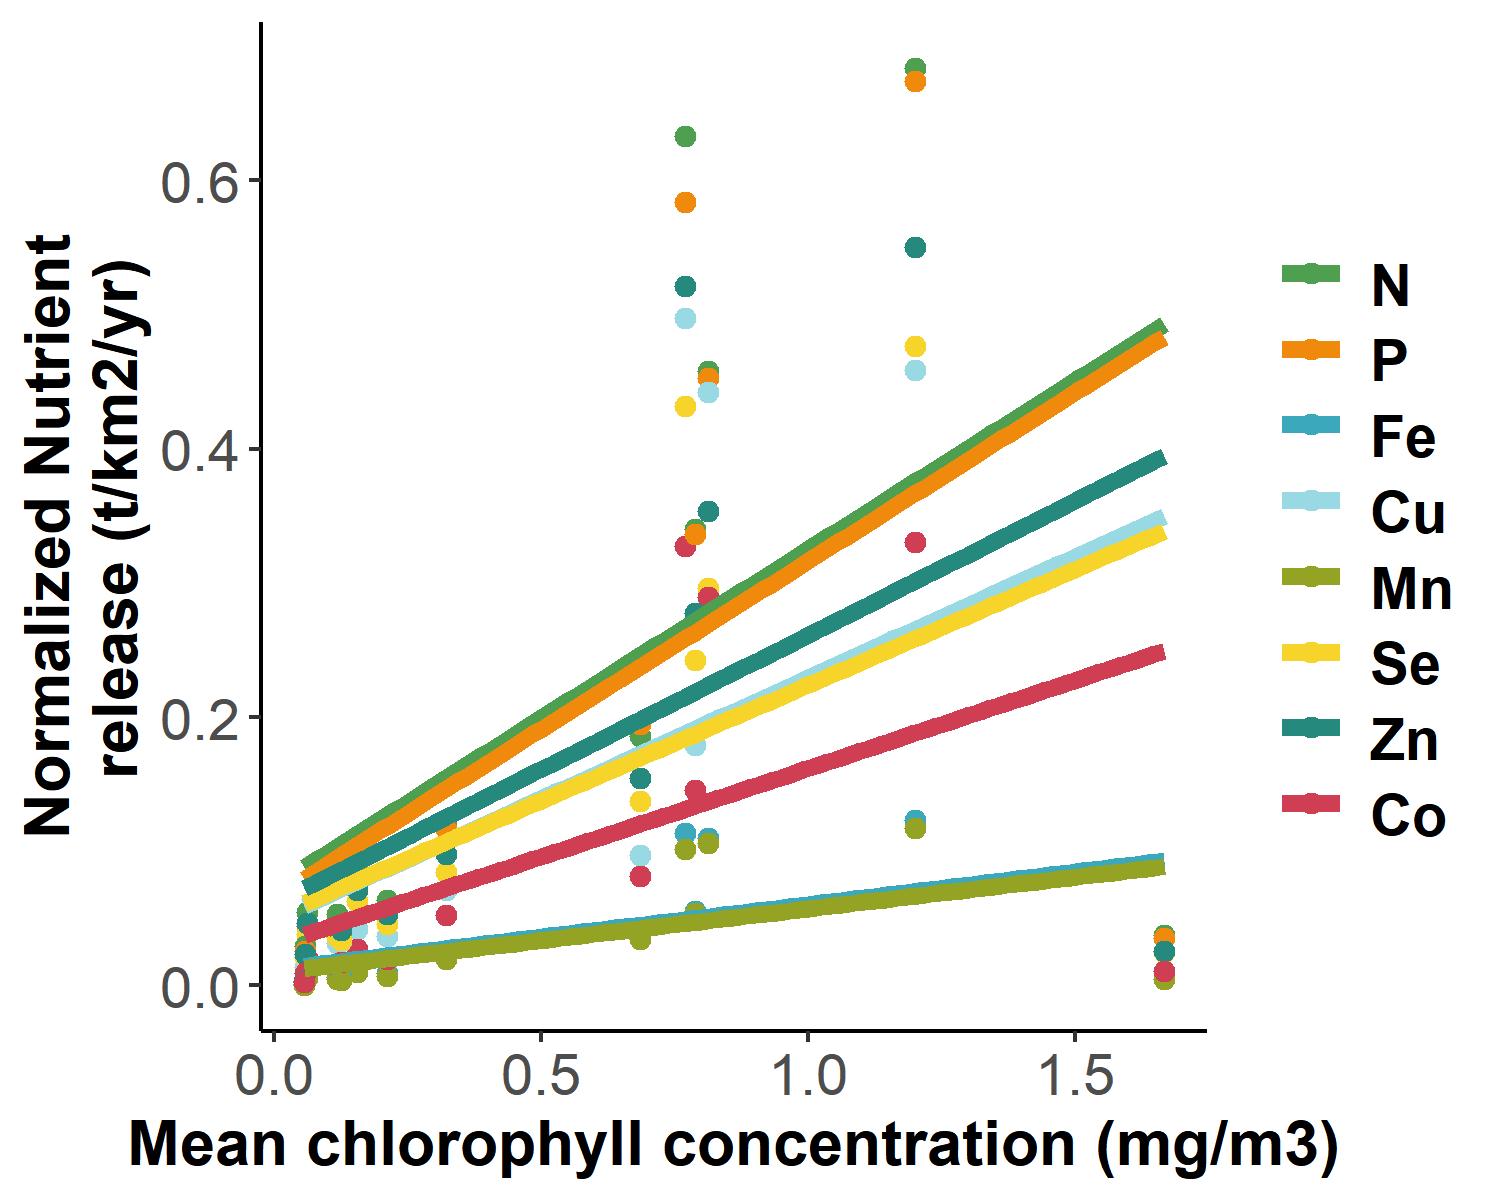 Normalized Nutrient
release (t/km2/yr)
0.6
0.4
0.2
0.0
0.0 0.5 1.0 1.5
Mean chlorophyll concentration (mg/m3)
N
P
Fe
Cu
Mn
Se
Zn
Co